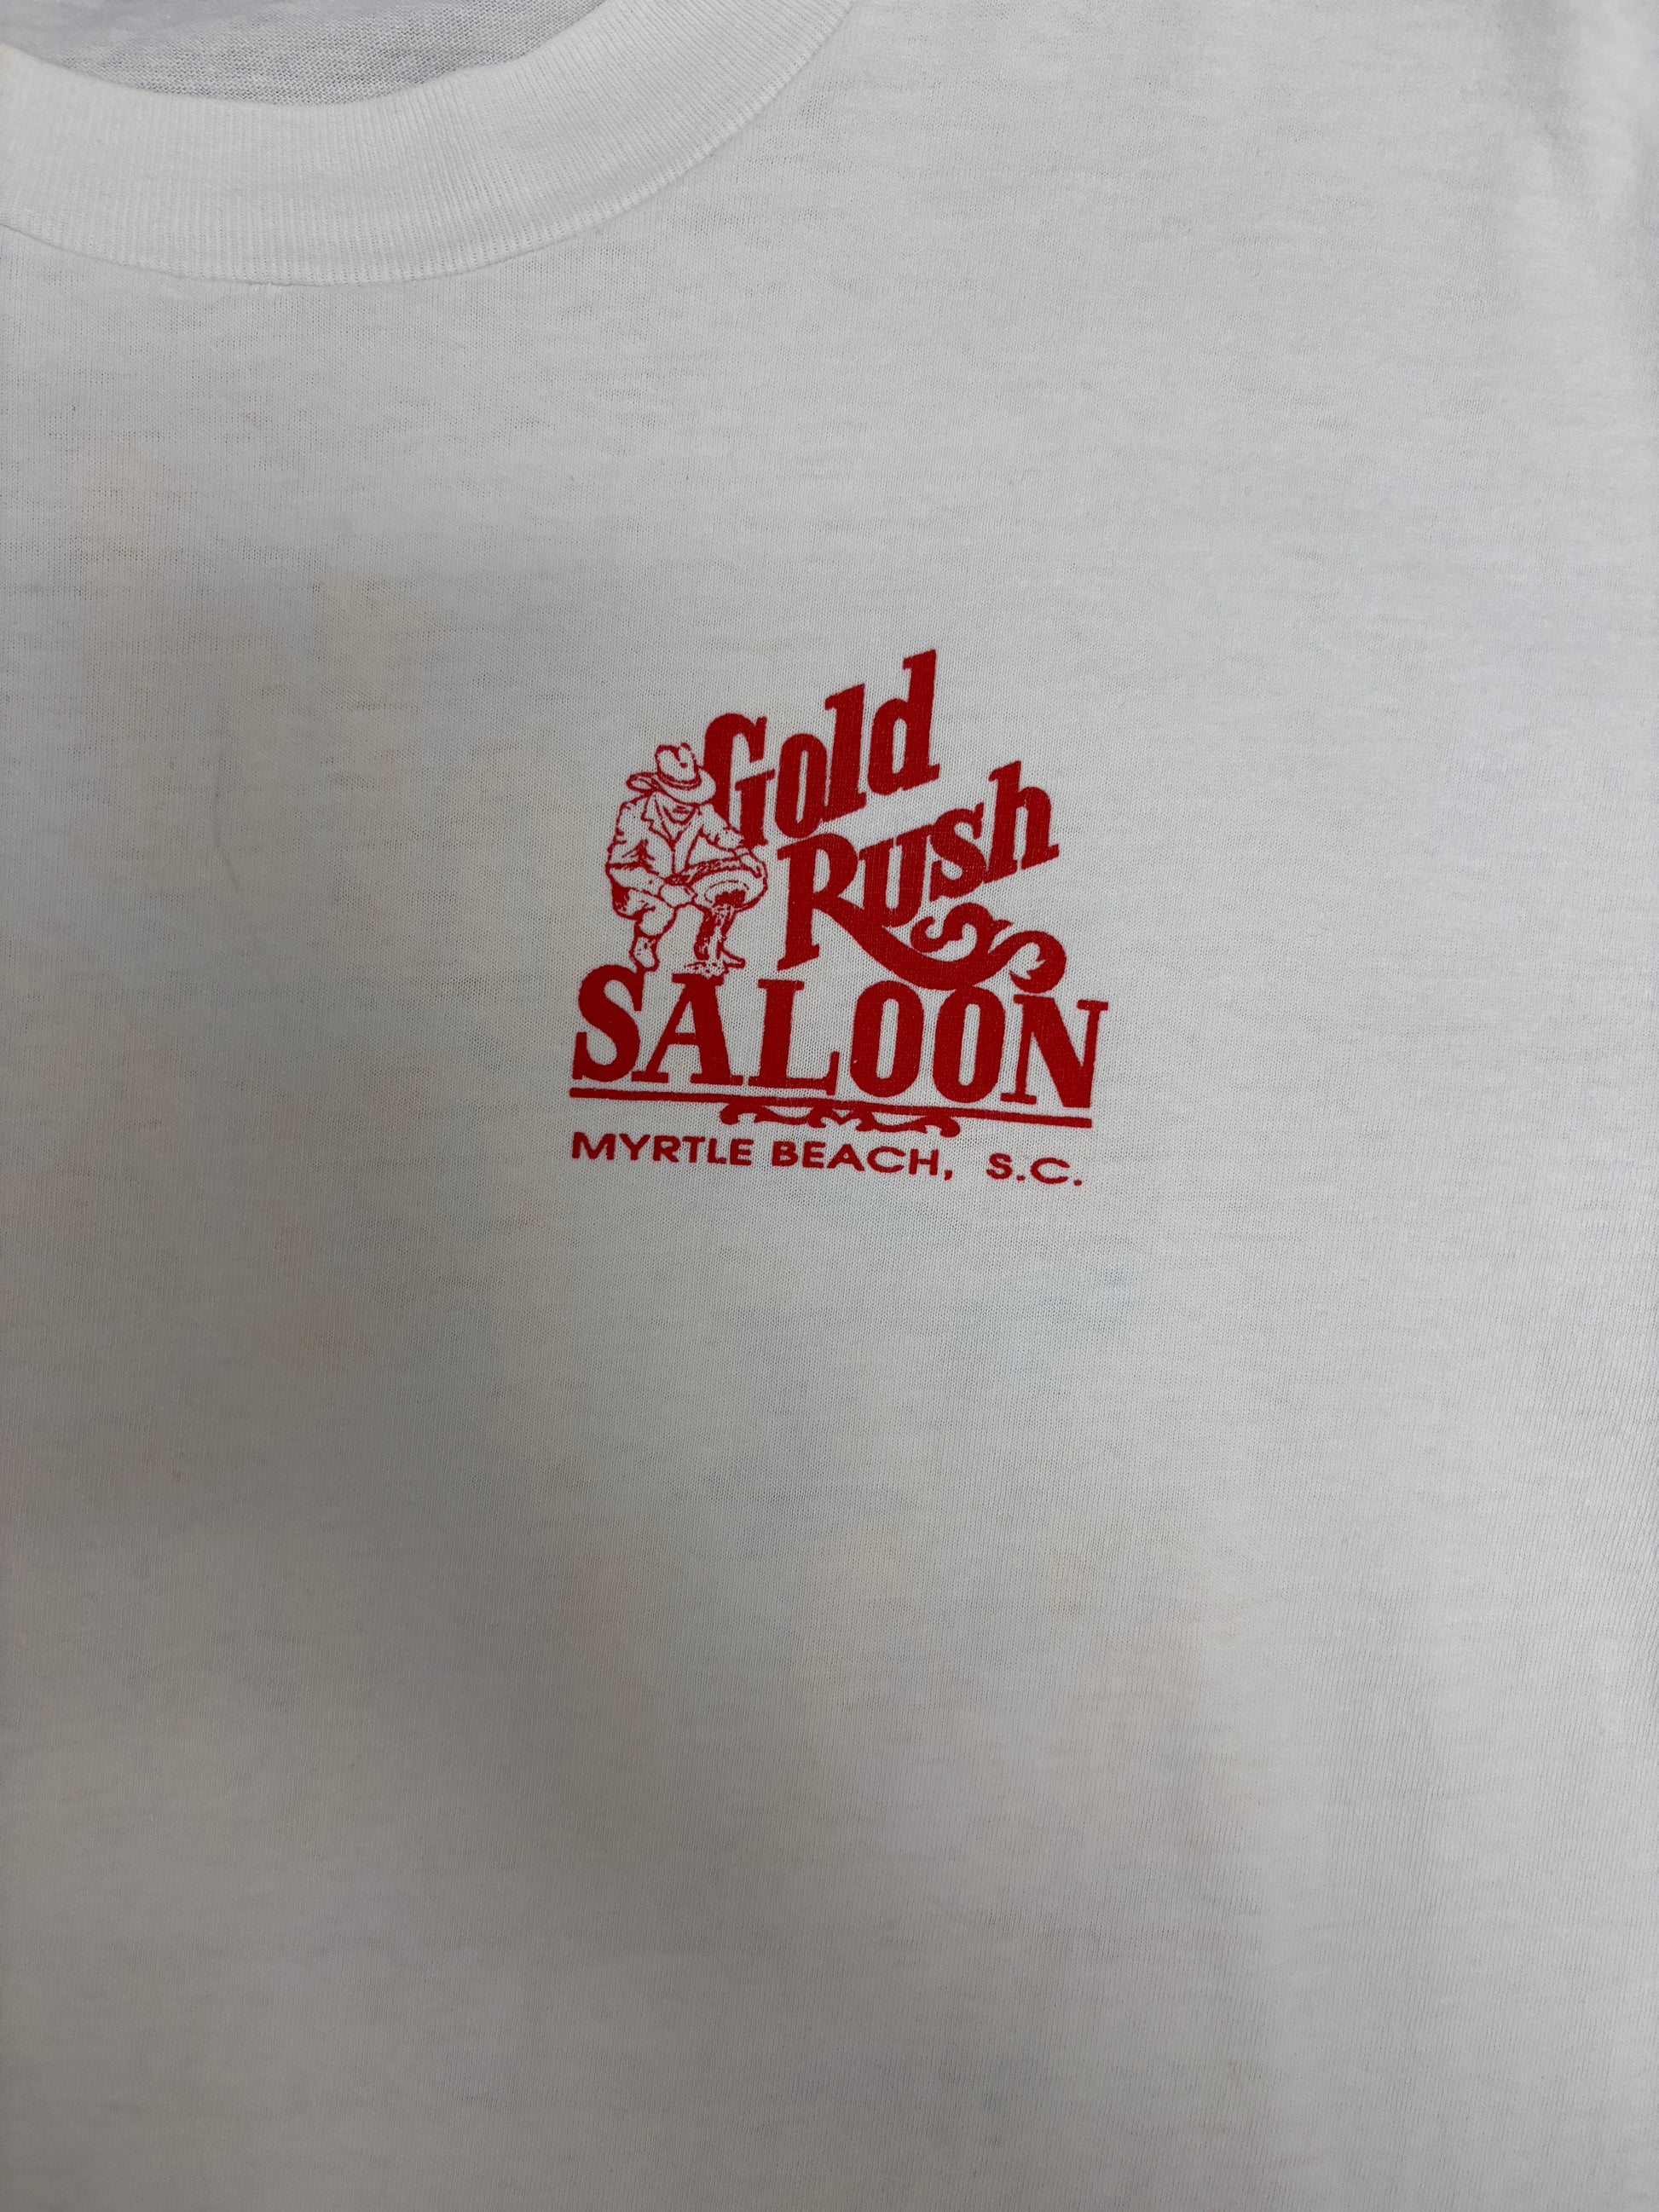 Gold
Rush
SALOON
MYRTLE BEACH, S.C.